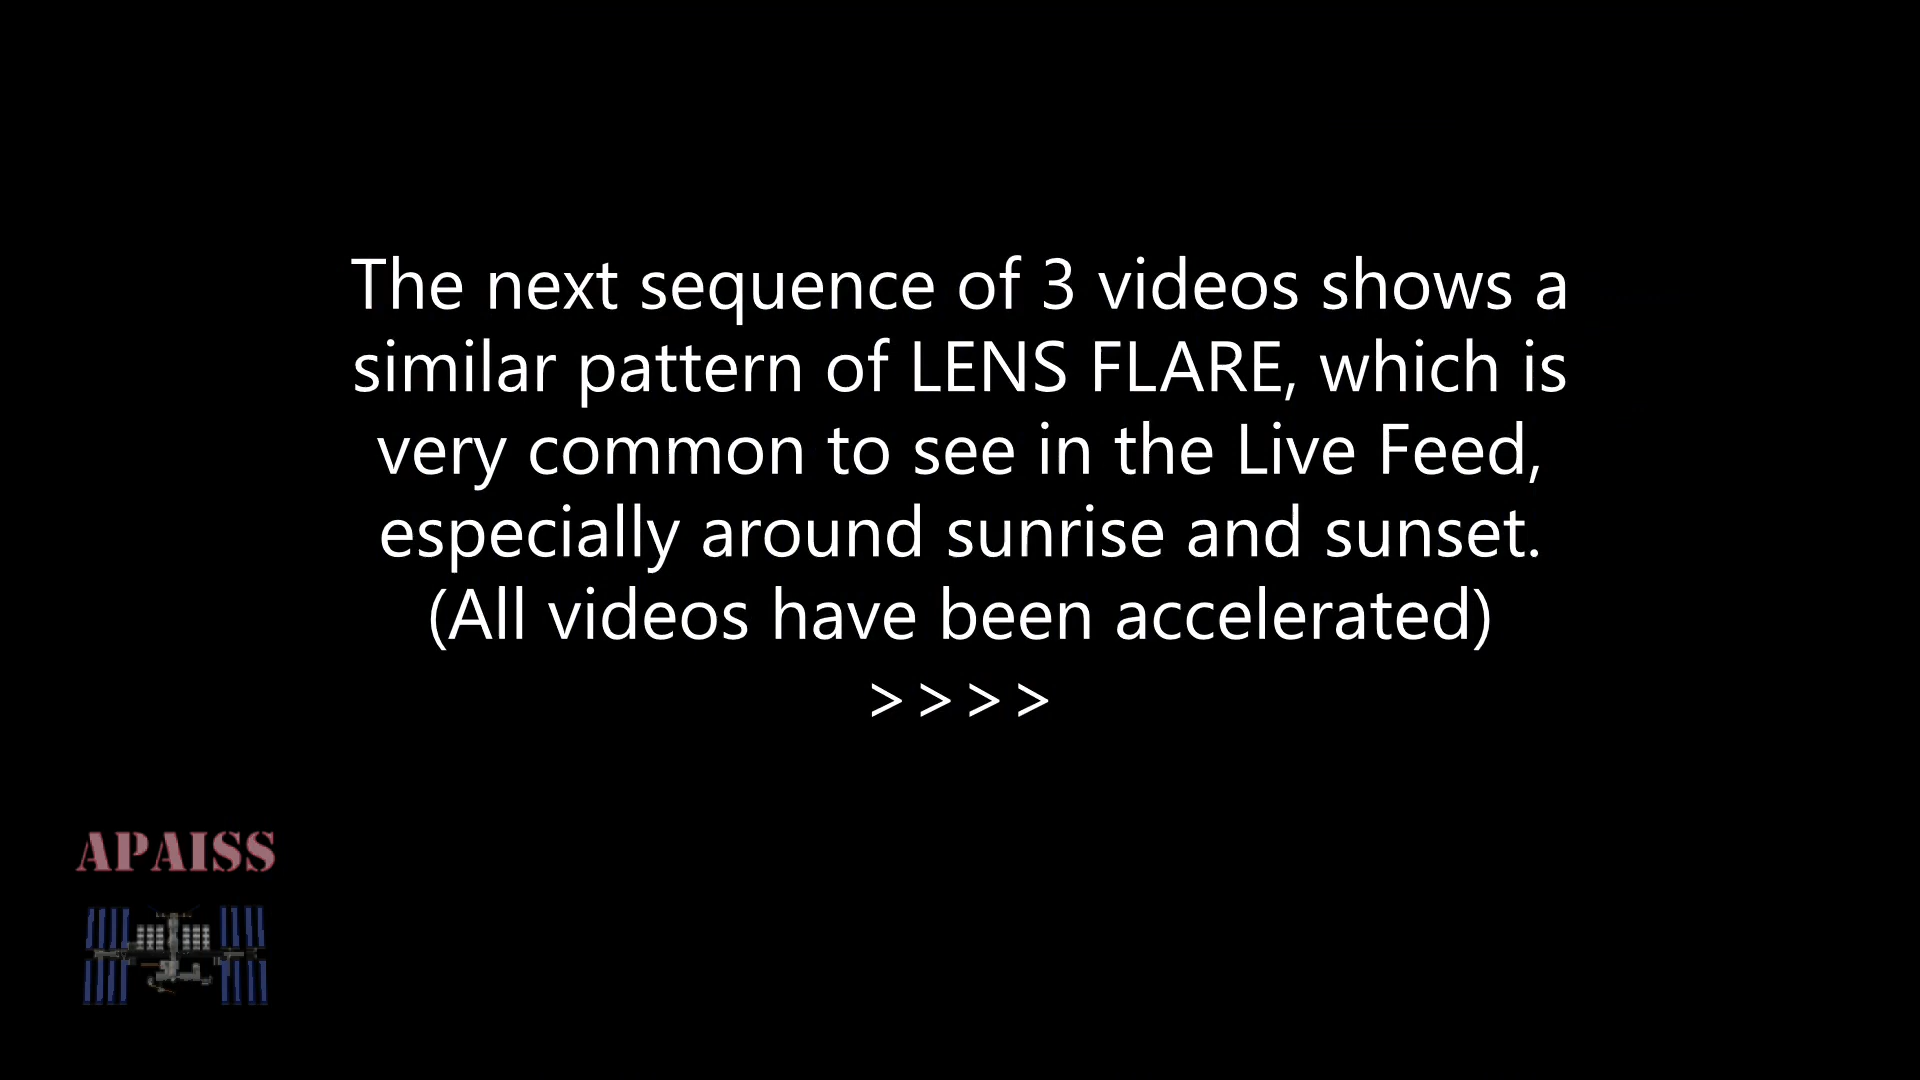 The next sequence of 3 videos shows a
similar pattern of LENS FLARE, which is
very common to see in the Live Feed,
especially around sunrise and sunset.
(All videos have been accelerated)
>>>>
APAISS